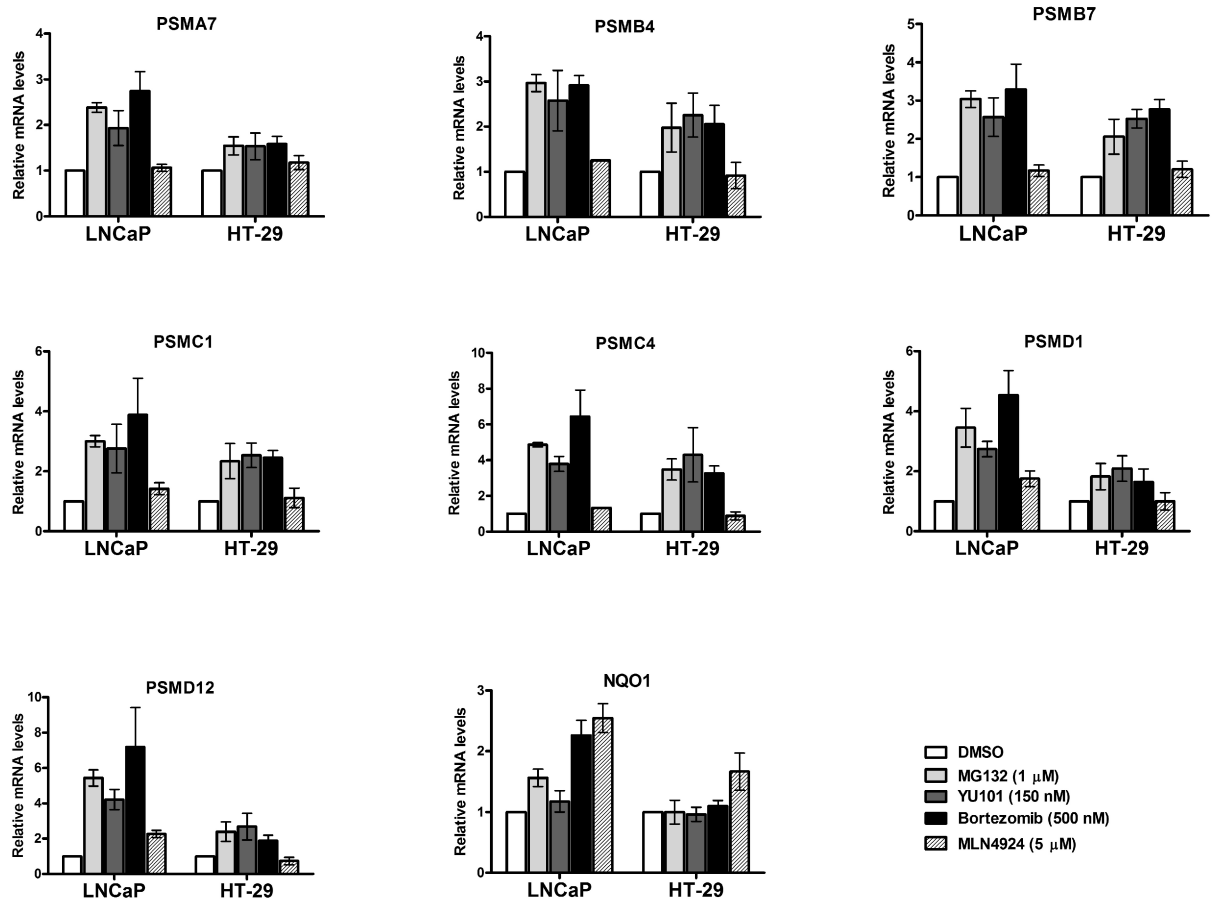 PSMA7
Relative mRNA levels
4
3
2
1
0
LNCaP HT-29
PSMB4
Relative mRNA levels
4
3
2
1
0
LNCaP HT-29
PSMB7
Relative mRNA levels
5
4
3
2
1
0
LNCaP HT-29
PSMC1
Relative mRNA levels
6
4
2
0
LNCaP HT-29
PSMC4
Relative mRNA levels
10
8
6
4
2
0
LNCaP HT-29
PSMD1
Relative mRNA levels
6
4
2
0
LNCaP HT-29
PSMD12
Relative mRNA levels
10
8
6
4
2
0
LNCaP HT-29
NQO1
Relative mRNA levels
3
2
1
0
LNCaP HT-29
DMSO
MG132 (1 μM)
YU101 (150 nM)
Bortezomib (500 nM)
MLN4924 (5 μM)